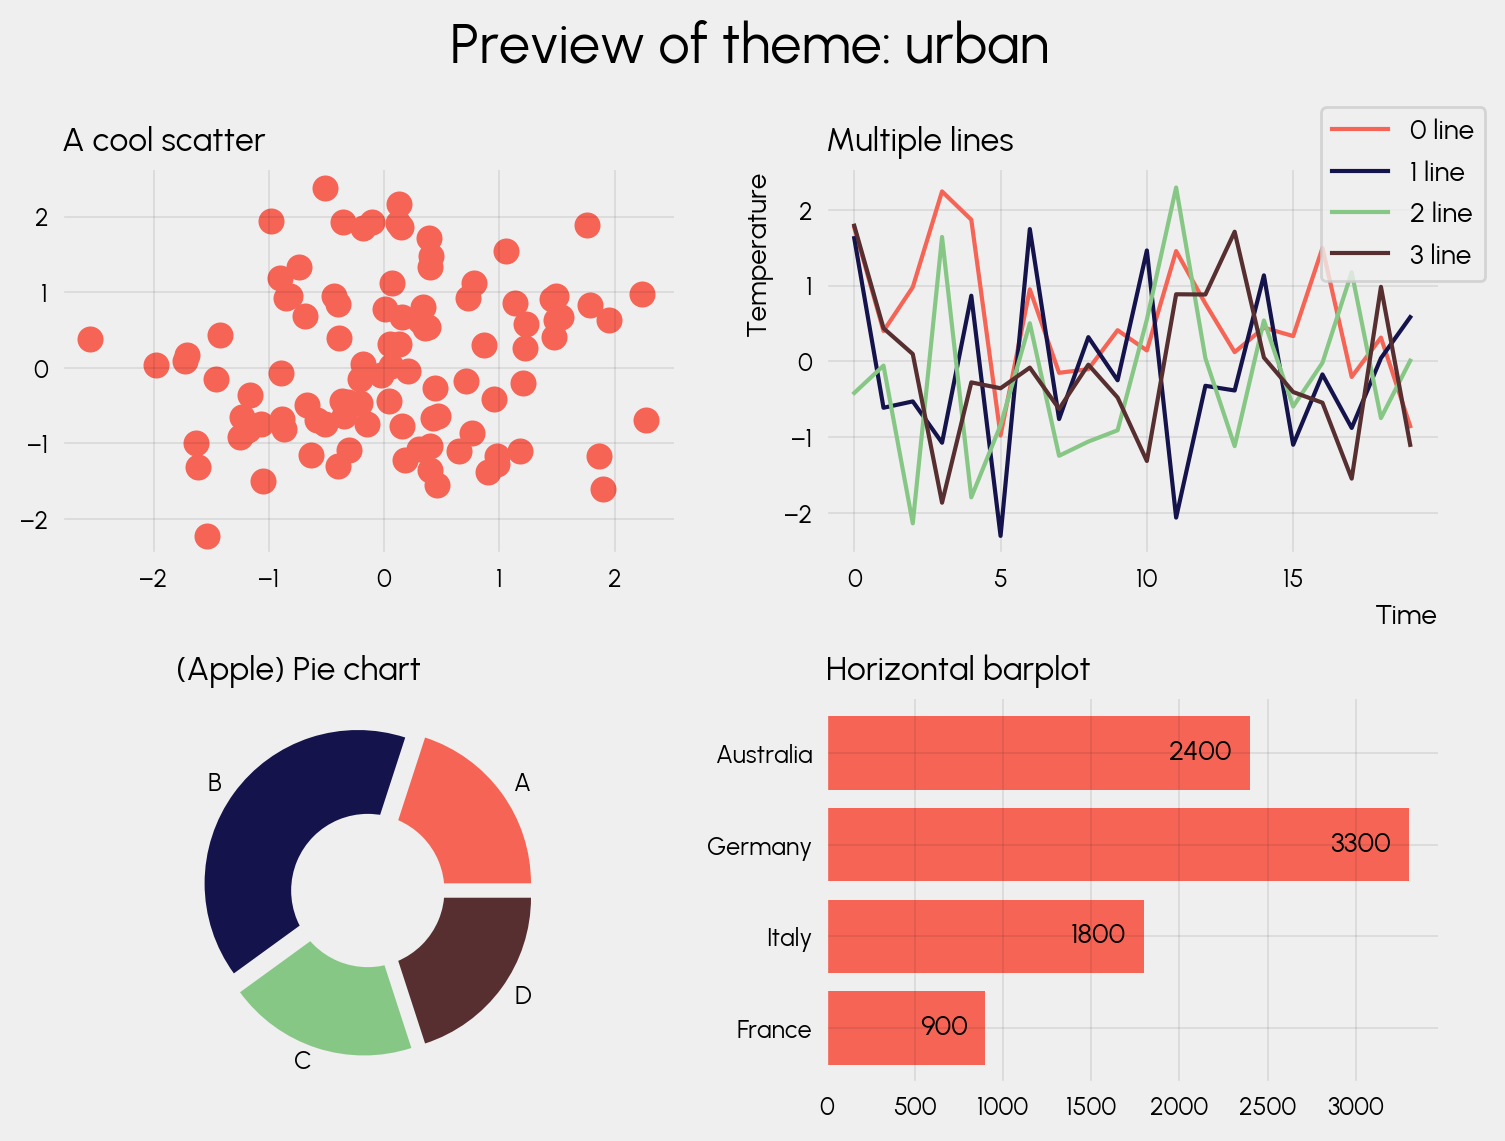 Preview of theme: urban
A cool scatter
2
1
0
−1
−2
−2 −1 0 1 2
Multiple lines
Temperature
2
1
0
−1
−2
0 5 10 15
Time
0 line
1 line
2 line
3 line
(Apple) Pie chart
A
B
C
D
Horizontal barplot
Australia 2400
Germany 3300
Italy 1800
France 900
0 500 1000 1500 2000 2500 3000